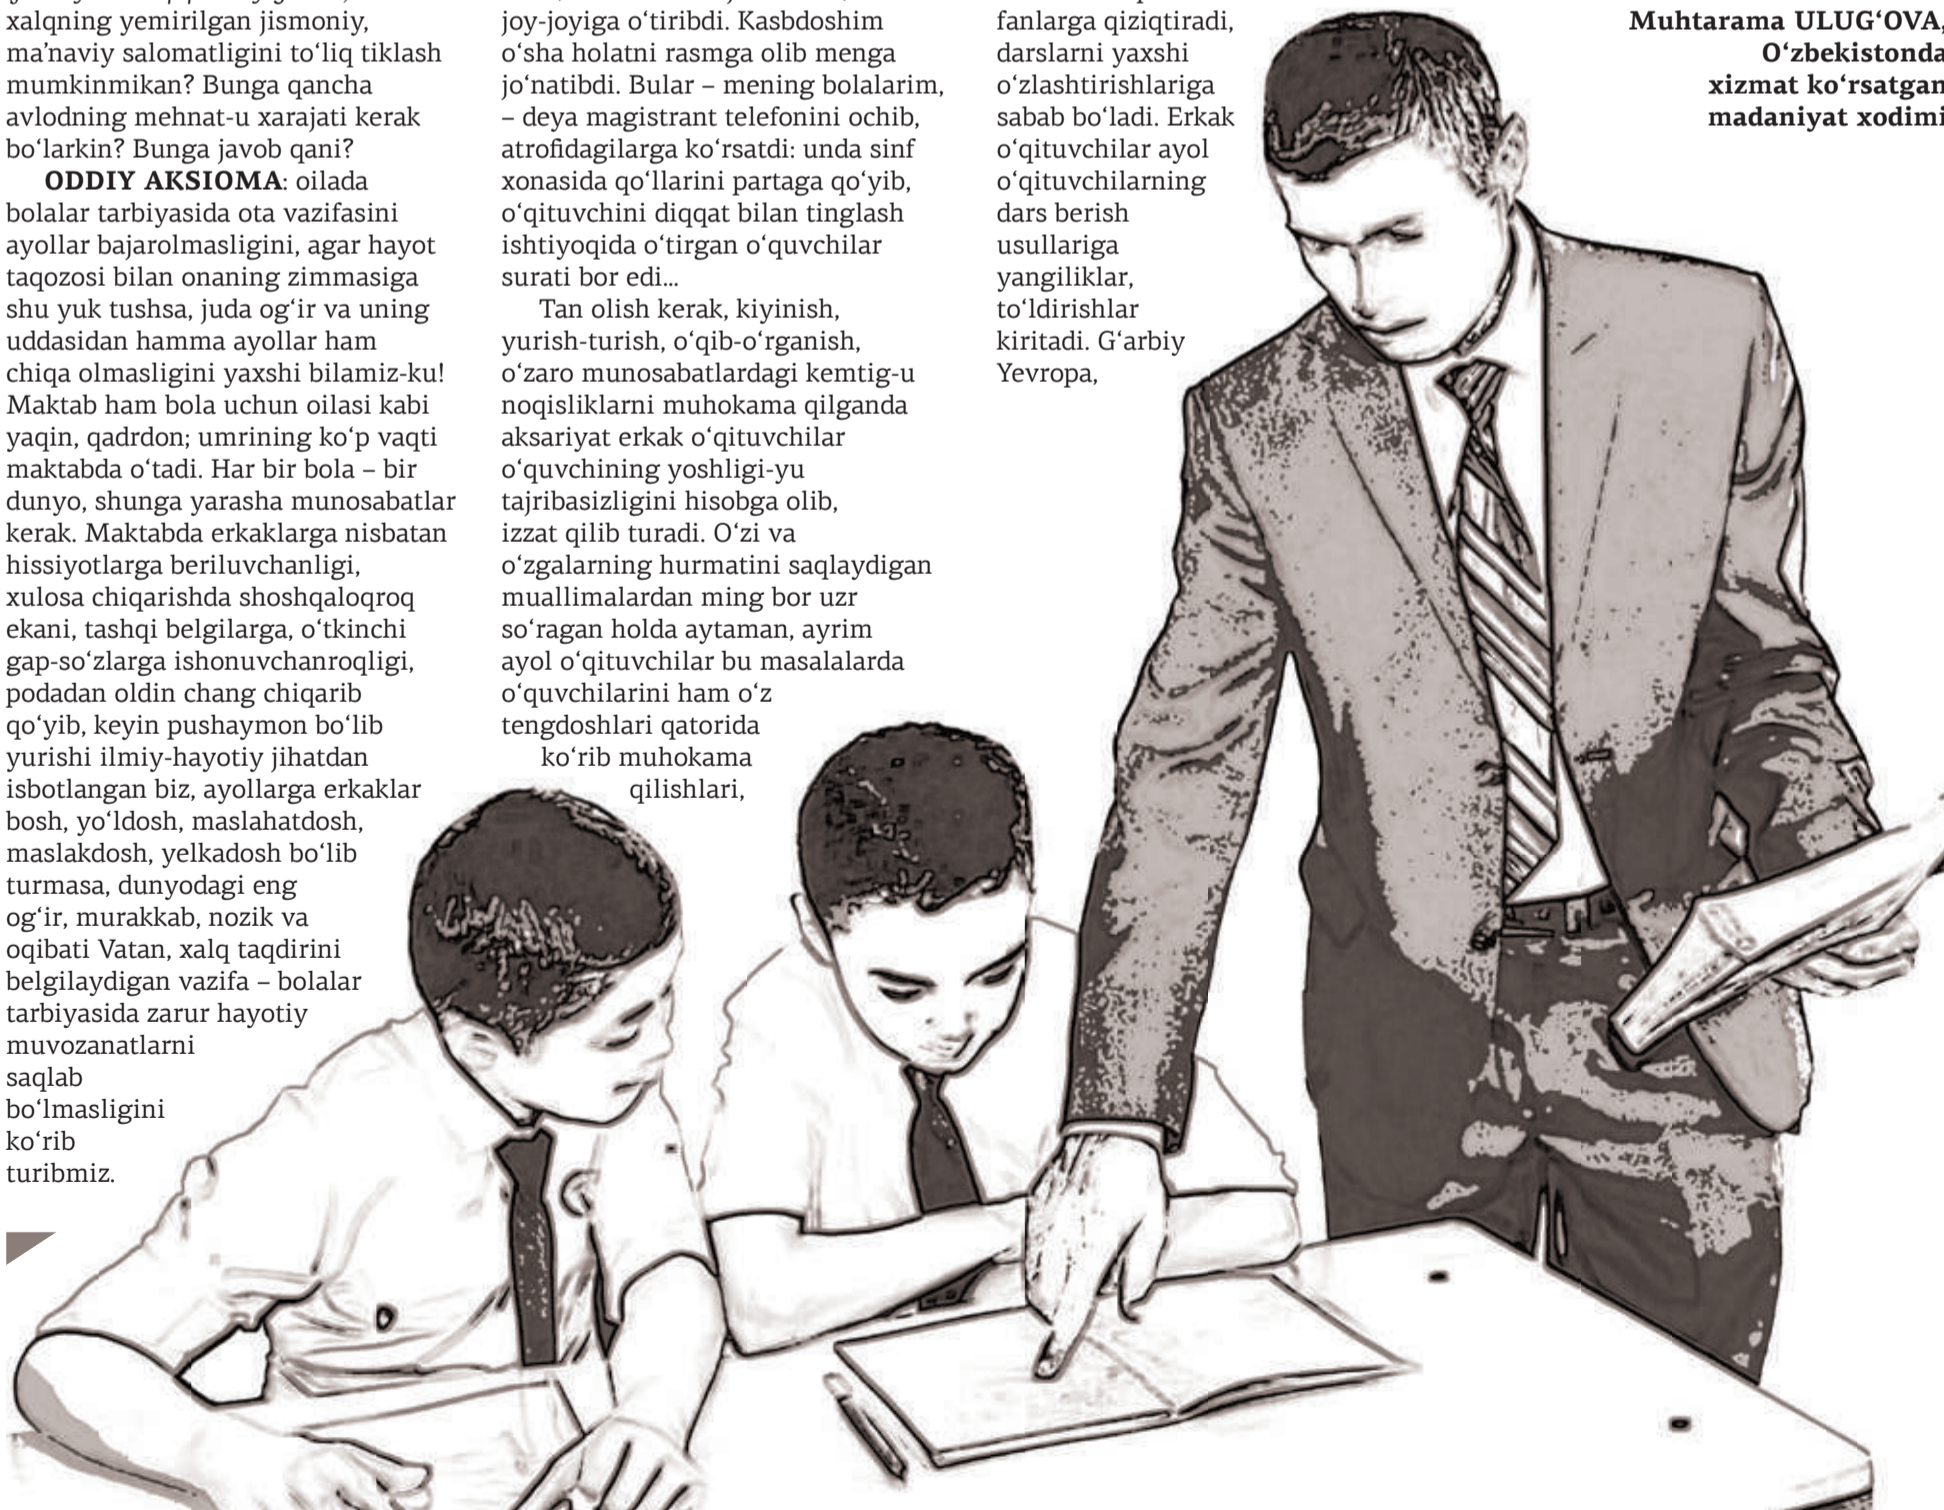 xalqning yemirilgan jismoniy,
ma’naviy salomatligini to‘liq tiklash
mumkinmikan? Bunga qancha
avlodning mehnat-u xarajati kerak
bo‘larkin? Bunga javob qani?
ODDIY AKSIOMA: oilada
bolalar tarbiyasida ota vazifasini
ayollar bajarolmasligini, agar hayot
taqozosi bilan onaning zimmasiga
shu yuk tushsa, juda og‘ir va uning
uddasidan hamma ayollar ham
chiqa olmasligini yaxshi bilamiz-ku!
Maktab ham bola uchun oilasi kabi
yaqin, qadrdon; umrining ko‘p vaqti
maktabda o‘tadi. Har bir bola – bir
dunyo, shunga yarasha munosabatlar
kerak. Maktabda erkaklarga nisbatan
hissiyotlarga beriluvchanligi,
xulosa chiqarishda shoshqaloqroq
ekani, tashqi belgilarga, o‘tkinchi
gap-so‘zlarga ishonuvchanroqligi,
podadan oldin chang chiqarib
qo‘yib, keyin pushaymon bo‘lib
yurishi ilmiy-hayotiy jihatdan
isbotlangan biz, ayollarga erkaklar
bosh, yo‘ldosh, maslahatdosh,
maslakdosh, yelkadosh bo‘lib
turmasa, dunyodagi eng
og‘ir, murakkab, nozik va
oqibati Vatan, xalq taqdirini
belgilaydigan vazifa – bolalar
tarbiyasida zarur hayotiy
muvozanatlarni
saqlab
bo‘lmasligini
ko‘rib
turibmiz.
joy-joyiga o‘tiribdi. Kasbdoshim
o‘sha holatni rasmga olib menga
jo‘natibdi. Bular – mening bolalarim,
– deya magistrant telefonini ochib,
atrofidagilarga ko‘rsatdi: unda sinf
xonasida qo‘llarini partaga qo‘yib,
o‘qituvchini diqqat bilan tinglash
ishtiyoqida o‘tirgan o‘quvchilar
surati bor edi...
Tan olish kerak, kiyinish,
yurish-turish, o‘qib-o‘rganish,
o‘zaro munosabatlardagi kemtig-u
noqisliklarni muhokama qilganda
aksariyat erkak o‘qituvchilar
o‘quvchining yoshligi-yu
tajribasizligini hisobga olib,
izzat qilib turadi. O‘zi va
o‘zgalarning hurmatini saqlaydigan
muallimalardan ming bor uzr
so‘ragan holda aytaman, ayrim
ayol o‘qituvchilar bu masalalarda
o‘quvchilarini ham o‘z
tengdoshlari qatorida
ko‘rib muhokama
qilishlari,
fanlarga qiziqtiradi,
darslarni yaxshi
o‘zlashtirishlariga
sabab bo‘ladi. Erkak
o‘qituvchilar ayol
o‘qituvchilarning
dars berish
usullariga
yangiliklar,
to‘ldirishlar
kiritadi. G‘arbiy
Yevropa,
Muhtarama ULUG‘OVA,
O‘zbekistonda
xizmat ko‘rsatgan
madaniyat xodimi